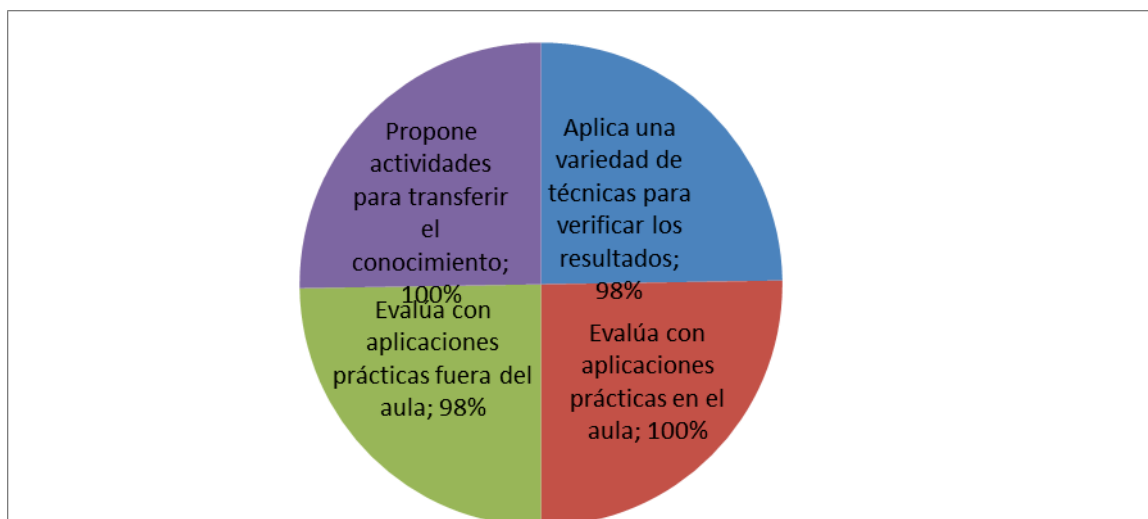 Propone
actividades
para transferir
el
conocimiento;
100%
Aplica una
variedad de
técnicas para
verificar los
resultados;
98%
Evalúa con
aplicaciones
prácticas fuera del
aula; 98%
Evalúa con
aplicaciones
prácticas en el
aula; 100%